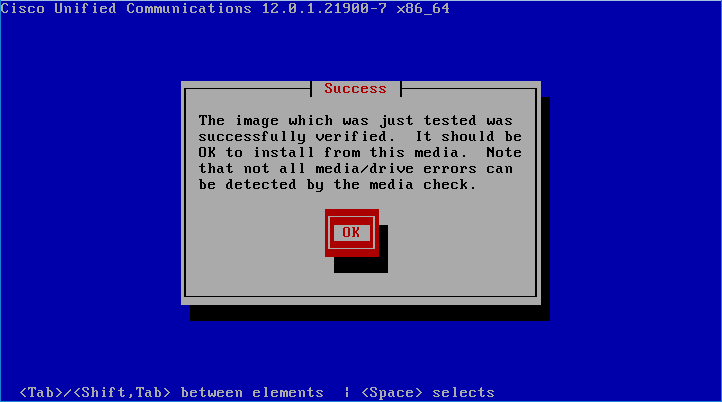 Cisco Unified Communications 12.0.1.21900-7 x86_64
Success
The image which was just tested was
successfully verified.  It should be
OK to install from this media.  Note
that not all media/drive errors can
be detected by the media check.
OK
<Tab>/<Shift,Tab> between elements  | <Space> selects